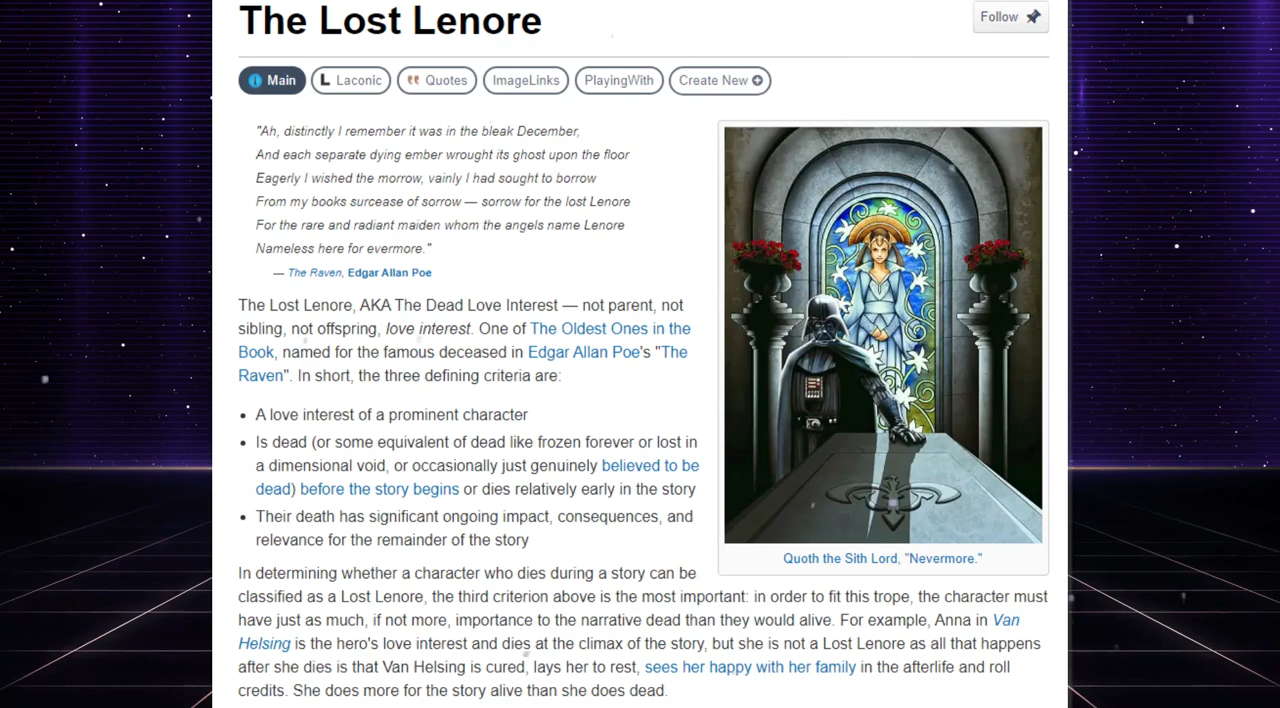 The Lost Lenore
Follow
Main
L Laconic
Quotes
ImageLinks
PlayingWith
Create New
"Ah, distinctly I remember it was in the bleak December,
And each separate dying ember wrought its ghost upon the floor
Eagerly I wished the morrow, vainly I had sought to borrow
From my books surcease of sorrow — sorrow for the lost Lenore
For the rare and radiant maiden whom the angels name Lenore
Nameless here for evermore."
— The Raven, Edgar Allan Poe
The Lost Lenore, AKA The Dead Love Interest — not parent, not
sibling, not offspring, love interest. One of The Oldest Ones in the
Book, named for the famous deceased in Edgar Allan Poe's "The
Raven". In short, the three defining criteria are:
• A love interest of a prominent character
• Is dead (or some equivalent of dead like frozen forever or lost in
a dimensional void, or occasionally just genuinely believed to be
dead) before the story begins or dies relatively early in the story
• Their death has significant ongoing impact, consequences, and
relevance for the remainder of the story
Quoth the Sith Lord, "Nevermore."
In determining whether a character who dies during a story can be
classified as a Lost Lenore, the third criterion above is the most important: in order to fit this trope, the character must
have just as much, if not more, importance to the narrative dead than they would alive. For example, Anna in Van
Helsing is the hero's love interest and dies at the climax of the story, but she is not a Lost Lenore as all that happens
after she dies is that Van Helsing is cured, lays her to rest, sees her happy with her family in the afterlife and roll
credits. She does more for the story alive than she does dead.